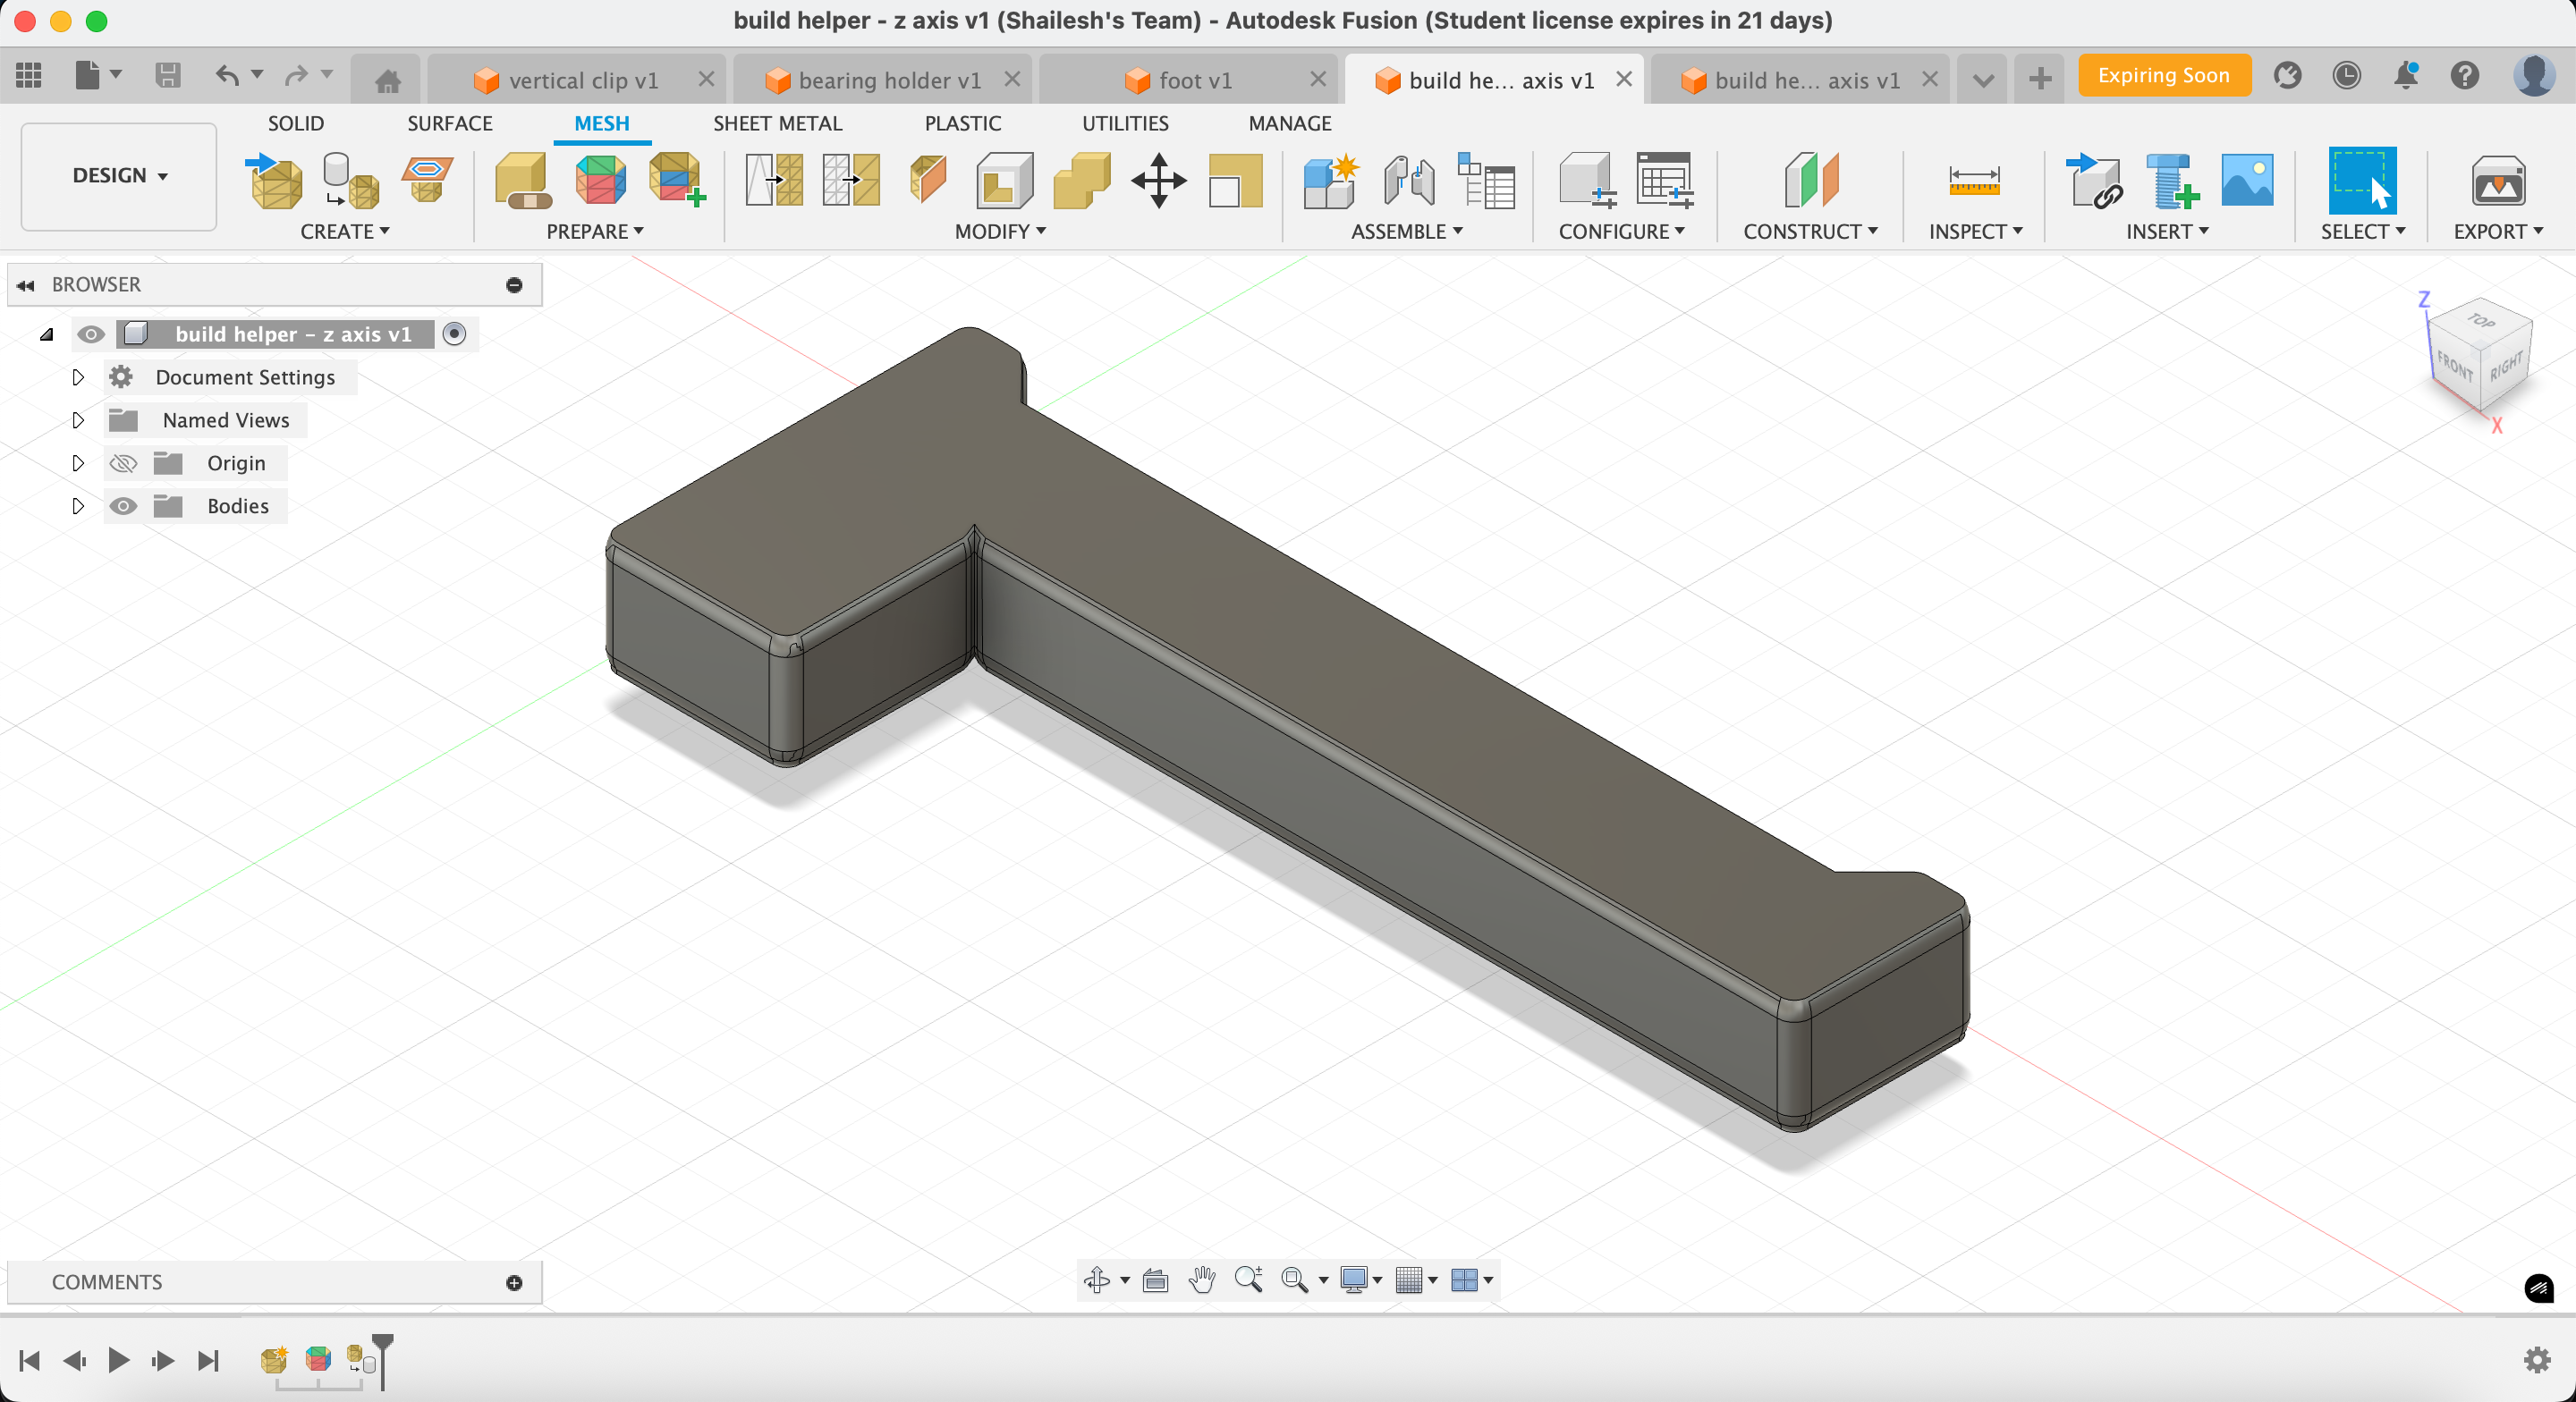 build helper - z axis v1 (Shailesh's Team) - Autodesk Fusion (Student license expires in 21 days)
vertical clip v1
bearing holder v1
foot v1
build he... axis v1
build he... axis v1
Expiring Soon
SOLID
SURFACE
MESH
SHEET METAL
PLASTIC
UTILITIES
MANAGE
DESIGN
CREATE
PREPARE
MODIFY
ASSEMBLE
CONFIGURE
CONSTRUCT
INSPECT
INSERT
SELECT
EXPORT
BROWSER
build helper - z axis v1
Document Settings
Named Views
Origin
Bodies
Z
TOP
FRONT
RIGHT
X
COMMENTS